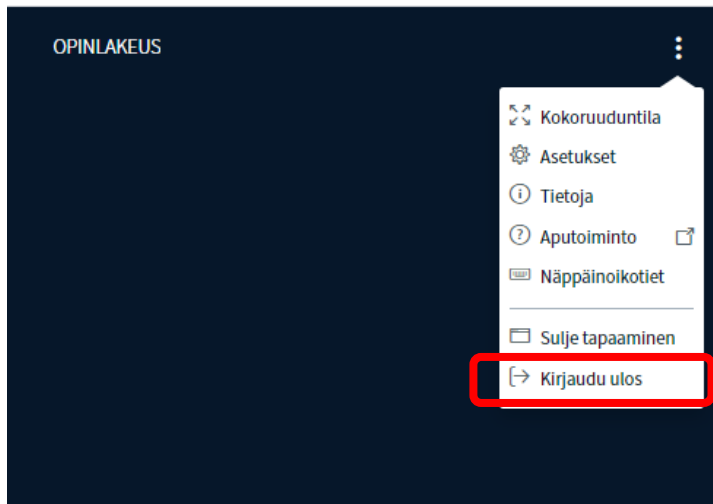 OPINLAKEUS
Kokoruuduntila
Asetukset
Tietoja
Aputoiminto
Näppäinoikotiet
Sulje tapaaminen
Kirjaudu ulos